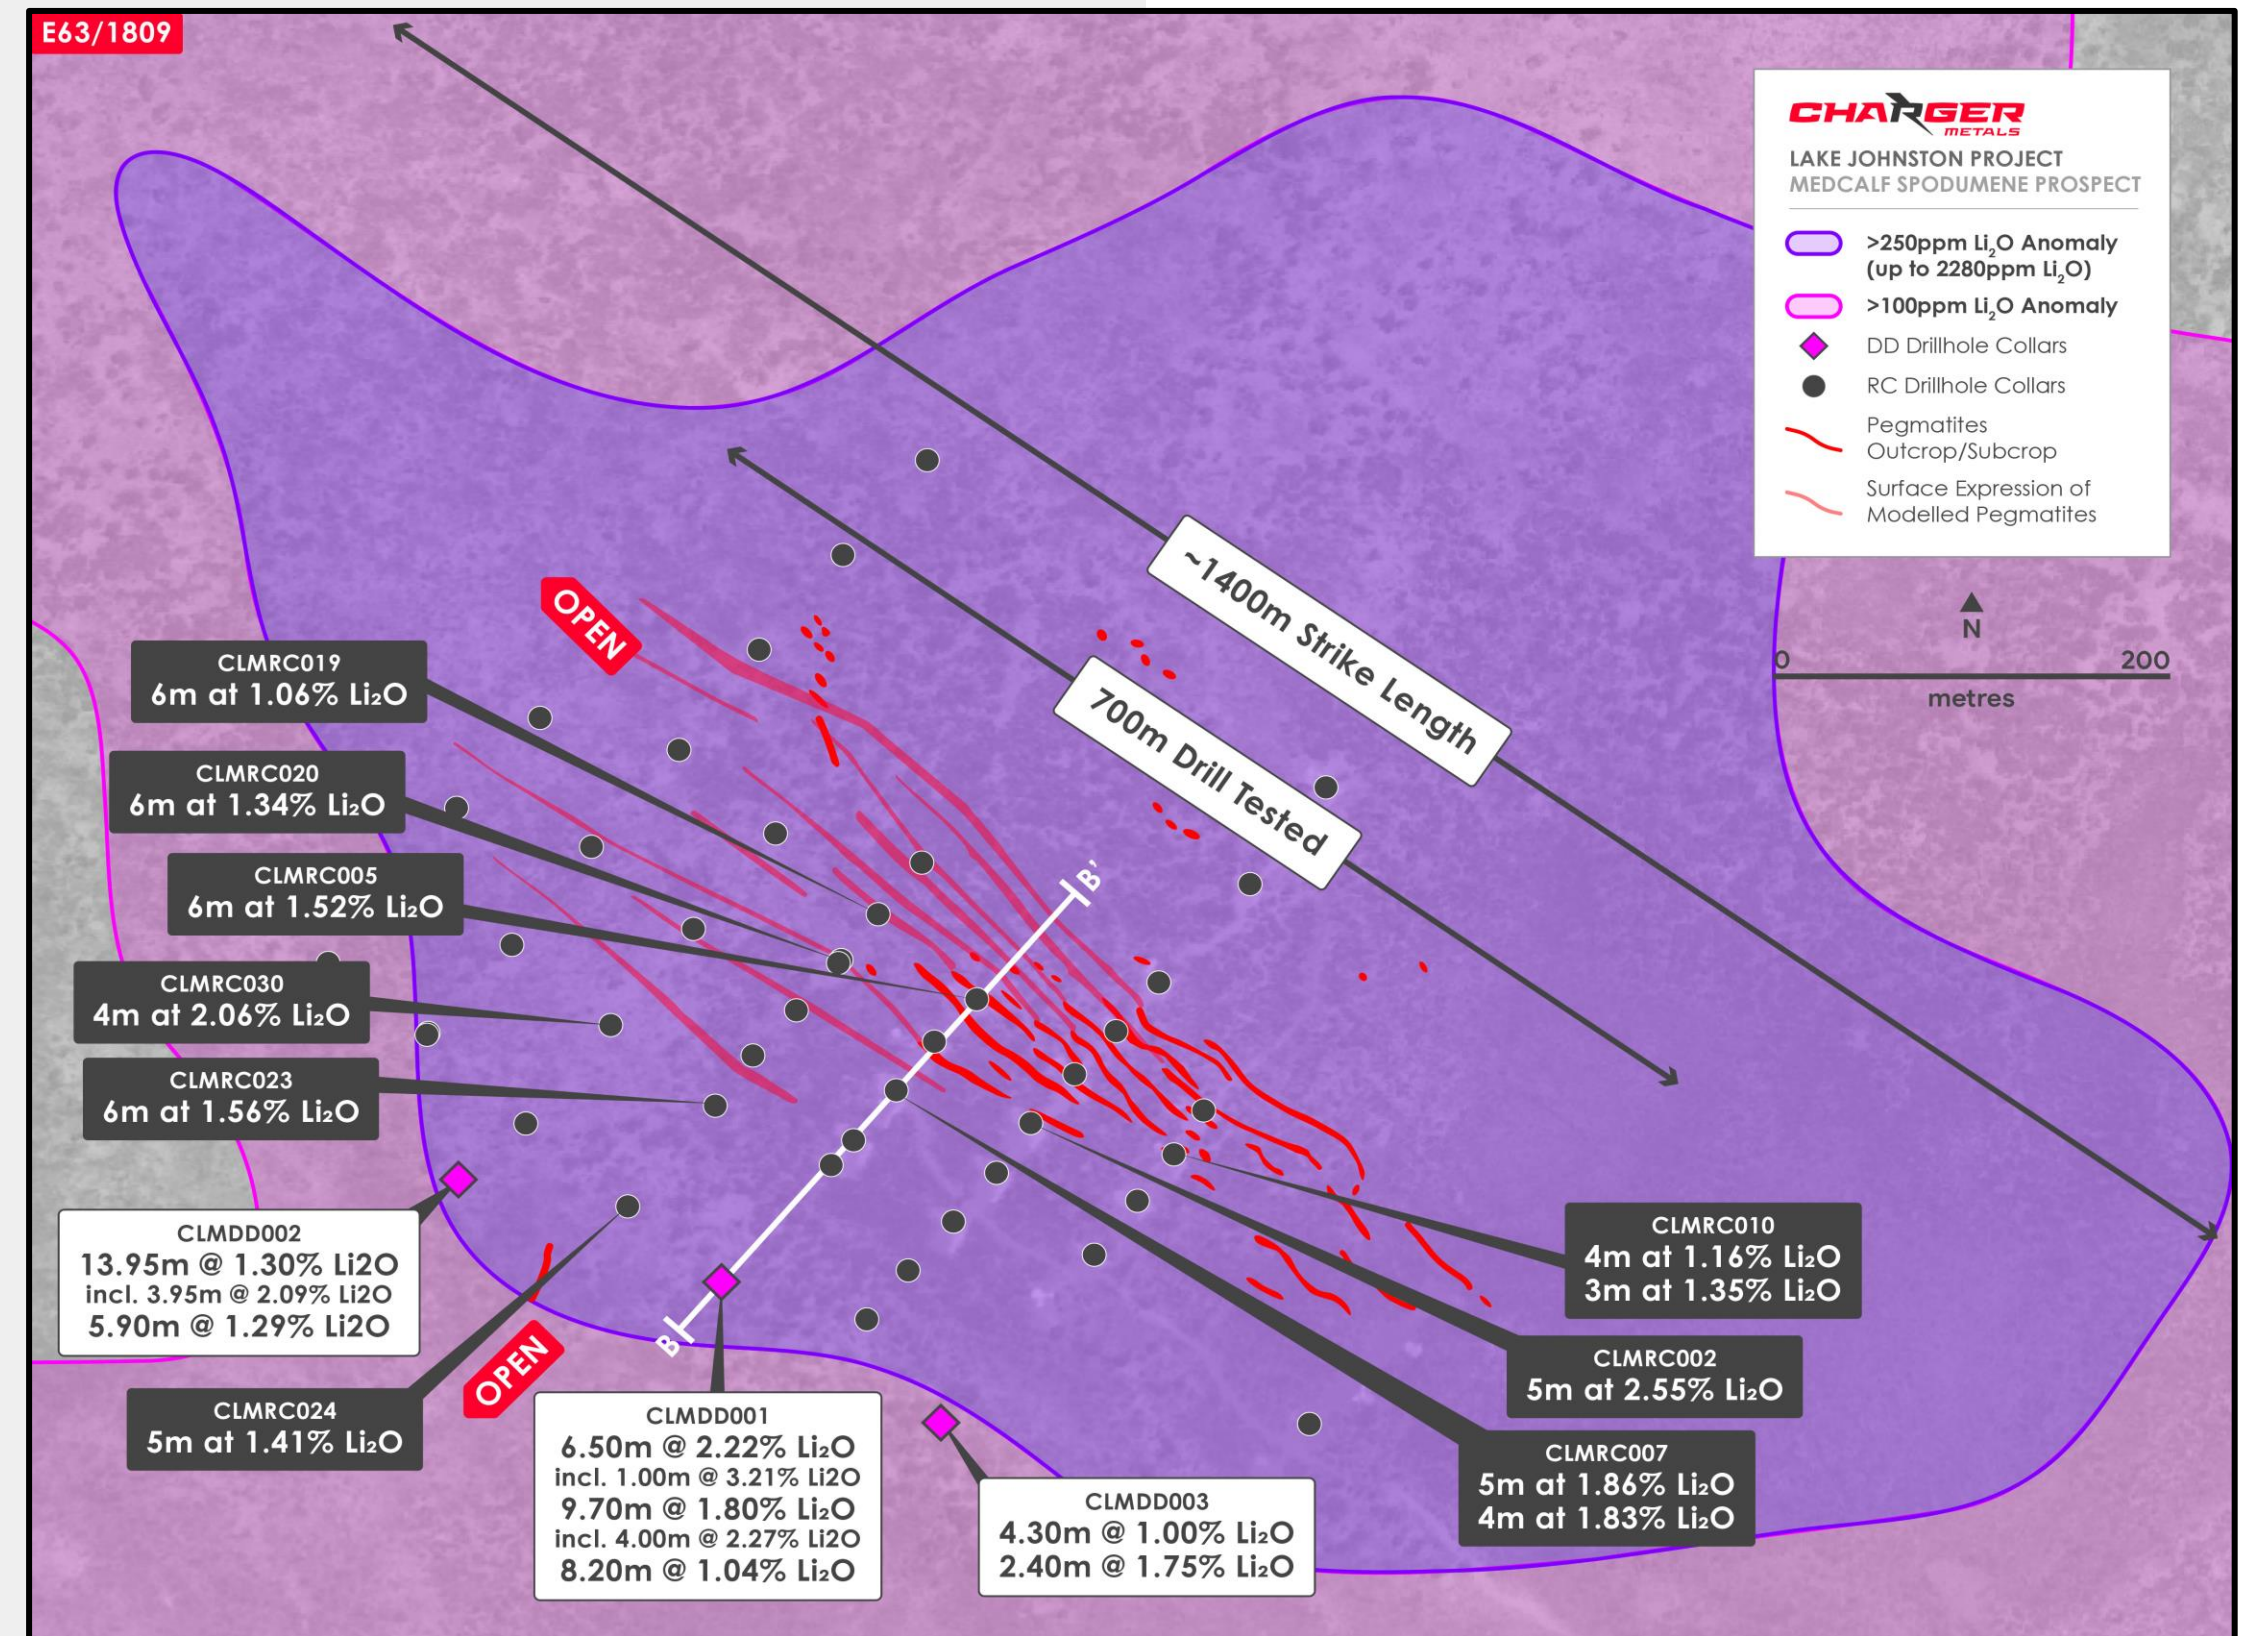 E63/1809
CHARGER
METALS
LAKE JOHNSTON PROJECT
MEDCALF SPODUMENE PROSPECT
>250ppm Li₂O Anomaly
(up to 2280ppm Li₂O)
>100ppm Li₂O Anomaly
DD Drillhole Collars
RC Drillhole Collars
Pegmatites
Outcrop/Subcrop
Surface Expression of
Modelled Pegmatites
N
0 200
metres
~1400m Strike Length
700m Drill Tested
OPEN
CLMRC019
6m at 1.06% Li₂O
CLMRC020
6m at 1.34% Li₂O
CLMRC005
6m at 1.52% Li₂O
B'
CLMRC030
4m at 2.06% Li₂O
CLMRC023
6m at 1.56% Li₂O
CLMDD002
13.95m @ 1.30% Li2O
incl. 3.95m @ 2.09% Li2O
5.90m @ 1.29% Li2O
CLMRC024
5m at 1.41% Li₂O
OPEN
B
CLMDD001
6.50m @ 2.22% Li₂O
incl. 1.00m @ 3.21% Li2O
9.70m @ 1.80% Li₂O
incl. 4.00m @ 2.27% Li2O
8.20m @ 1.04% Li₂O
CLMDD003
4.30m @ 1.00% Li₂O
2.40m @ 1.75% Li₂O
CLMRC010
4m at 1.16% Li₂O
3m at 1.35% Li₂O
CLMRC002
5m at 2.55% Li₂O
CLMRC007
5m at 1.86% Li₂O
4m at 1.83% Li₂O